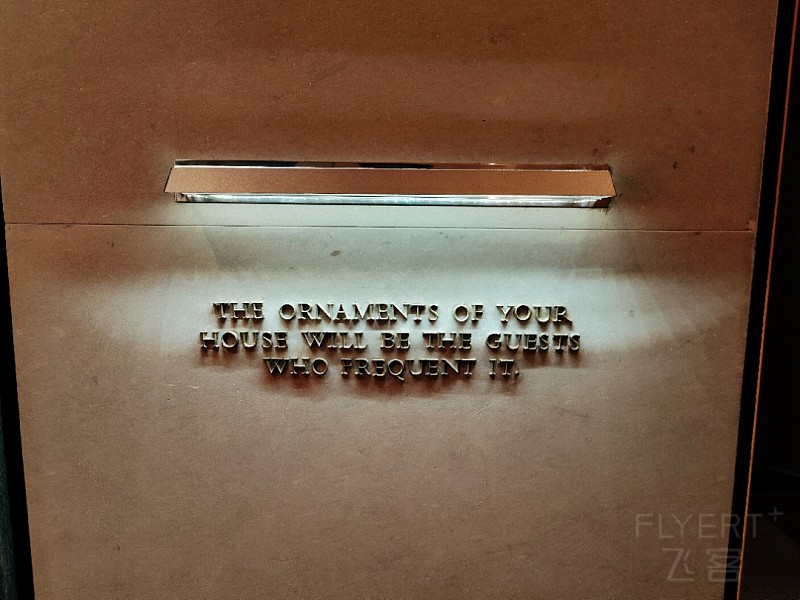 THE ORNAMENTS OF YOUR
HOUSE WILL BE THE GUESTS
WHO FREQUENT IT.
FLYERT+
飞客